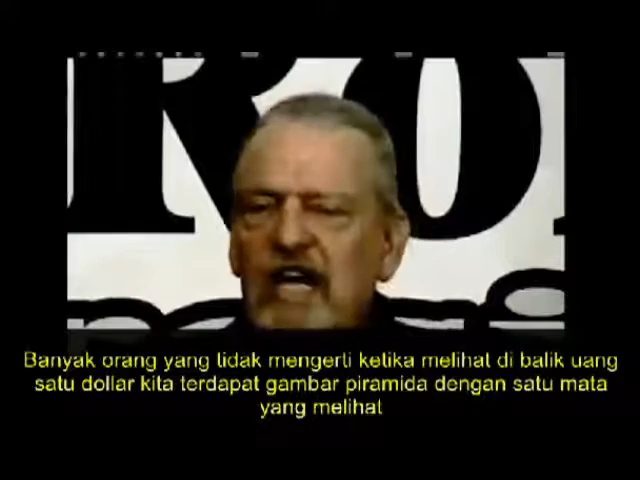 Ro
Banyak orang yang tidak mengerti ketika melihat di balik uang
satu dollar kita terdapat gambar piramida dengan satu mata
yang melihat